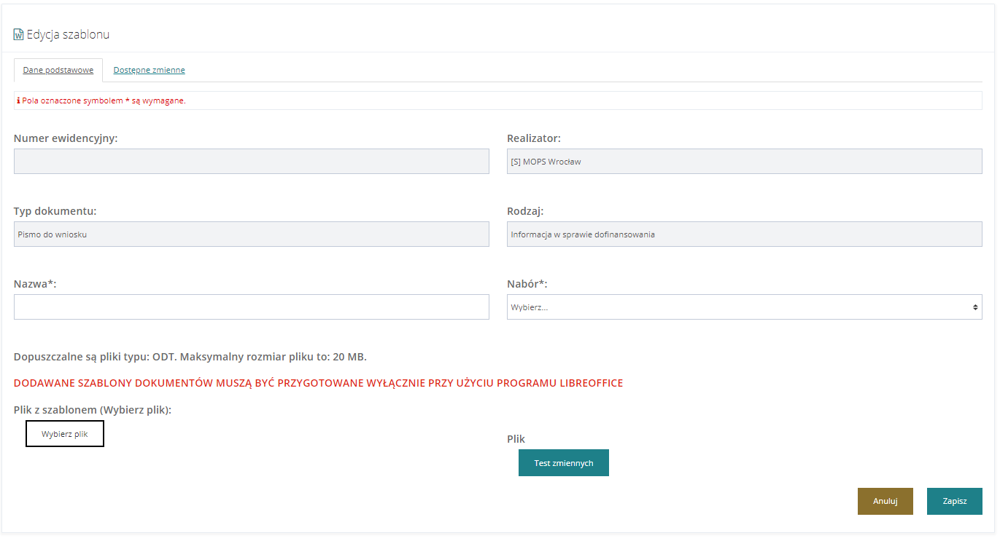 Edycja szablonu
Dane podstawowe Dostępne zmienne
Pola oznaczone symbolem * są wymagane.
Numer ewidencyjny: Realizator:
[S] MOPS Wrocław
Typ dokumentu: Rodzaj:
Pismo do wniosku Informacja w sprawie dofinansowania
Nazwa*: Nabór*:
Wybierz...
Dopuszczalne są pliki typu: ODT. Maksymalny rozmiar pliku to: 20 MB.
DODAWANE SZABLONY DOKUMENTÓW MUSZĄ BYĆ PRZYGOTOWANE WYŁĄCZNIE PRZY UŻYCIU PROGRAMU LIBREOFFICE
Plik z szablonem (Wybierz plik):
Wybierz plik
Plik
Test zmiennych
Anuluj Zapisz